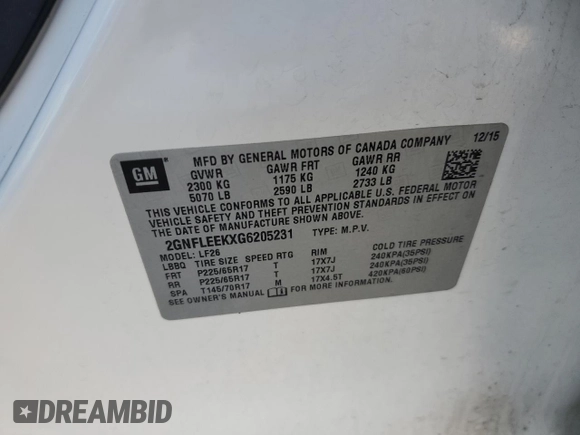 GM
MFD BY GENERAL MOTORS OF CANADA COMPANY 12/15
GVWR GAWR FRT GAWR RR
2300 KG 1175 KG 1240 KG
5070 LB 2590 LB 2733 LB
THIS VEHICLE CONFORMS TO ALL APPLICABLE U.S. FEDERAL MOTOR
VEHICLE SAFETY AND THEFT PREVENTION STANDARDS IN EFFECT ON
THE DATE OF MANUFACTURE SHOWN ABOVE.
2GNFLEEKXG6205231 TYPE: M.P.V.
MODEL: LF26
LBBQ TIRE SIZE SPEED RTG RIM COLD TIRE PRESSURE
FRT P225/65R17 T 17X7J 240KPA(35PSI)
RR P225/65R17 T 17X7J 240KPA(35PSI)
SPA T145/70R17 M 17X4.5T 420KPA(60PSI)
SEE OWNER'S MANUAL FOR MORE INFORMATION
DREAMBID